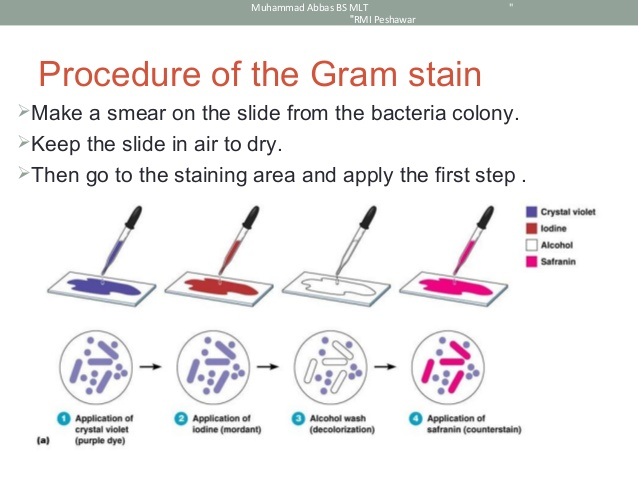 Muhammad Abbas BS MLT "
"RMI Peshawar
Procedure of the Gram stain
➢Make a smear on the slide from the bacteria colony.
➢Keep the slide in air to dry.
➢Then go to the staining area and apply the first step .
Crystal violet
Iodine
Alcohol
Safranin
1 Application of
crystal violet
(purple dye)
2 Application of
iodine (mordant)
3 Alcohol wash
(decolorization)
4 Application of
safranin (counterstain)
(a)